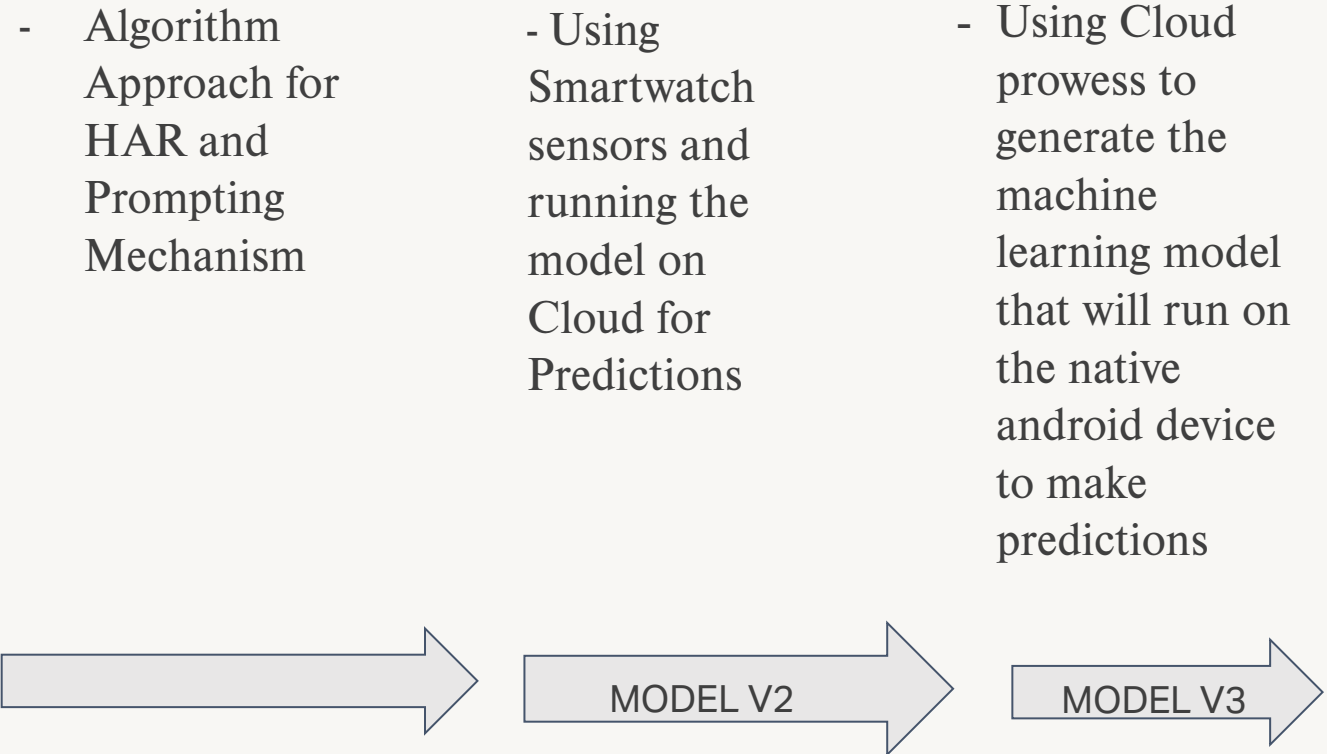 - Algorithm
Approach for
HAR and
Prompting
Mechanism
- Using
Smartwatch
sensors and
running the
model on
Cloud for
Predictions
- Using Cloud
prowess to
generate the
machine
learning model
that will run on
the native
android device
to make
predictions
MODEL V2
MODEL V3